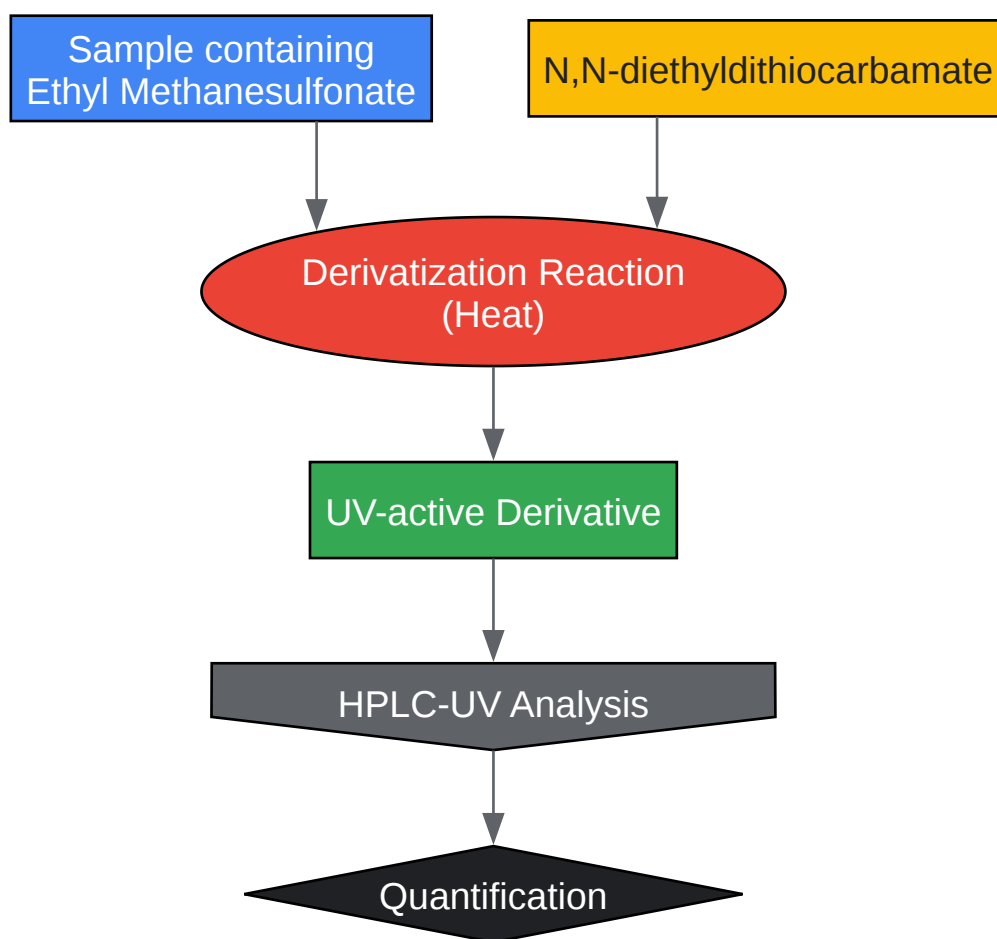 Sample containing
Ethyl Methanesulfonate
N,N-diethyldithiocarbamate
Derivatization Reaction
(Heat)
UV-active Derivative
HPLC-UV Analysis
Quantification